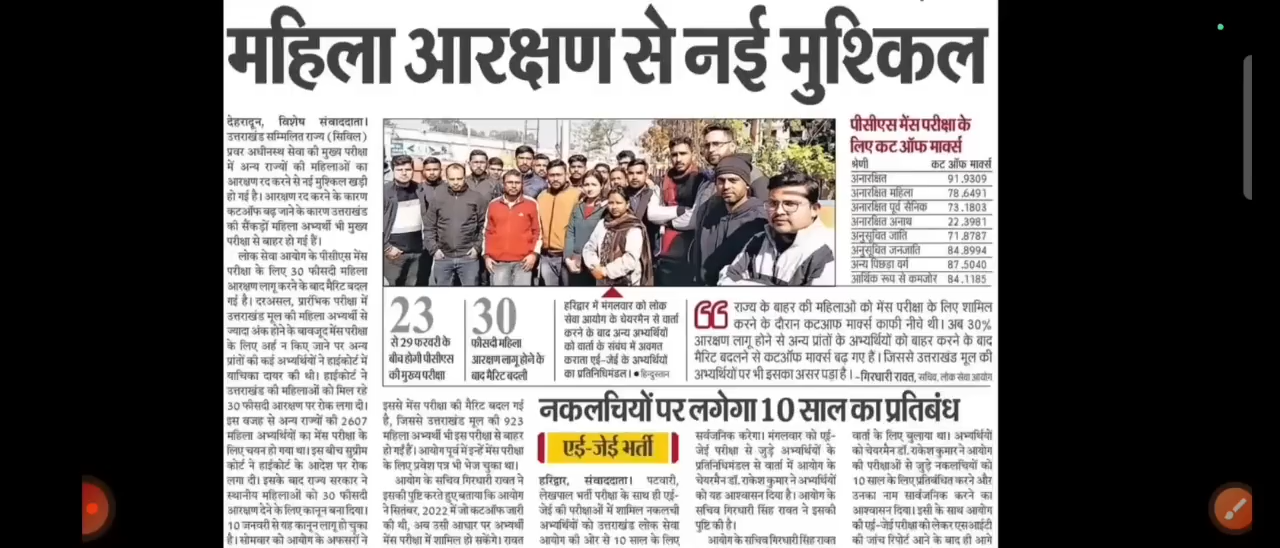 महिला आरक्षण से नई मुश्किल
देहरादून, विशेष संवाददाता।
उत्तराखंड सम्मिलित राज्य (सिविल)
प्रवर अधीनस्थ सेवा की मुख्य परीक्षा
में अन्य राज्यों की महिलाओं का
आरक्षण रद करने से नई मुश्किल खड़ी
हो गई है। आरक्षण रद करने के कारण
कटऑफ बढ़ जाने के कारण उत्तराखंड
की सैंकड़ों महिला अभ्यर्थी भी मुख्य
परीक्षा से बाहर हो गई हैं।
लोक सेवा आयोग के पीसीएस मेंस
परीक्षा के लिए 30 फीसदी महिला
आरक्षण लागू करने के बाद मैरिट बदल
गई है। दरअसल, प्रारंभिक परीक्षा में
उत्तराखंड मूल की महिला अभ्यर्थी से
ज्यादा अंक होने के बावजूद मेंस परीक्षा
के लिए अर्ह न किए जाने पर अन्य
प्रांतों की कई अभ्यर्थियों ने हाईकोर्ट में
याचिका दायर की थी। हाईकोर्ट ने
उत्तराखंड की महिलाओं को मिल रहे
30 फीसदी आरक्षण पर रोक लगा दी।
इस वजह से अन्य राज्यों की 2607
महिला अभ्यर्थियों का मेंस परीक्षा के
लिए चयन हो गया था। इस बीच सुप्रीम
कोर्ट ने हाईकोर्ट के आदेश पर रोक
लगा दी। इसके बाद राज्य सरकार ने
स्थानीय महिलाओं को 30 फीसदी
आरक्षण देने के लिए कानून बना दिया।
10 जनवरी से यह कानून लागू हो चुका
है। सोमवार को आयोग के अफसरों ने
पीसीएस मेंस परीक्षा के
लिए कट ऑफ मार्क्स
श्रेणी कट ऑफ मार्क्स
अनारक्षित 91.9309
अनारक्षित महिला 78.6491
अनारक्षित पूर्व सैनिक 73.1803
अनारक्षित अनाथ 22.3981
अनुसूचित जाति 71.8787
अनुसूचित जनजाति 84.8994
अन्य पिछड़ा वर्ग 87.5040
आर्थिक रूप से कमजोर 84.1185
23
से 29 फरवरी के
बीच होगी पीसीएस
की मुख्य परीक्षा
30
फीसदी महिला
आरक्षण लागू होने के
बाद मैरिट बदली
हरिद्वार में मंगलवार को लोक
सेवा आयोग के चेयरमैन से वार्ता
करने के बाद अन्य अभ्यर्थियों
को वार्ता के संबंध में अवगत
कराता एई-जेई के अभ्यर्थियों
का प्रतिनिधिमंडल। ● हिन्दुस्तान
राज्य के बाहर की महिलाओं को मेंस परीक्षा के लिए शामिल
करने के दौरान कटआफ मार्क्स काफी नीचे थी। अब 30%
आरक्षण लागू होने से अन्य प्रांतों के अभ्यर्थियों को बाहर करने के बाद
मैरिट बदलने से कटऑफ मार्क्स बढ़ गए हैं। जिससे उत्तराखंड मूल की
अभ्यर्थियों पर भी इसका असर पड़ा है। -गिरधारी रावत, सचिव, लोक सेवा आयोग
इससे मेंस परीक्षा की मैरिट बदल गई
है, जिससे उत्तराखंड मूल की 923
महिला अभ्यर्थी भी इस परीक्षा से बाहर
हो गईं हैं। आयोग पूर्व में इन्हें मेंस परीक्षा
के लिए प्रवेश पत्र भी भेज चुका था।
आयोग के सचिव गिरधारी रावत ने
इसकी पुष्टि करते हुए बताया कि आयोग
ने सितंबर, 2022 में जो कटऑफ जारी
की थी, अब उसी आधार पर अभ्यर्थी
मेंस परीक्षा में शामिल हो सकेंगे। रावत
नकलचियों पर लगेगा 10 साल का प्रतिबंध
एई-जेई भर्ती
हरिद्वार, संवाददाता। पटवारी,
लेखपाल भर्ती परीक्षा के साथ ही एई-
जेई की परीक्षाओं में शामिल नकलची
अभ्यर्थियों को उत्तराखंड लोक सेवा
आयोग की ओर से 10 साल के लिए
सार्वजनिक करेगा। मंगलवार को एई-
जेई परीक्षा से जुड़े अभ्यर्थियों के
प्रतिनिधिमंडल से वार्ता में आयोग के
चेयरमैन डॉ. राकेश कुमार ने अभ्यर्थियों
को यह आश्वासन दिया है। आयोग के
सचिव गिरधारी सिंह रावत ने इसकी
पुष्टि की है।
आयोग के सचिव गिरधारी सिंह रावत
वार्ता के लिए बुलाया था। अभ्यर्थियों
को चेयरमैन डॉ. राकेश कुमार ने आयोग
की परीक्षाओं से जुड़े नकलचियों को
10 साल के लिए प्रतिबंधित करने और
उनका नाम सार्वजनिक करने का
आश्वासन दिया। इसी के साथ आयोग
की एई-जेई परीक्षा को लेकर एसआईटी
की जांच रिपोर्ट आने के बाद ही आगे